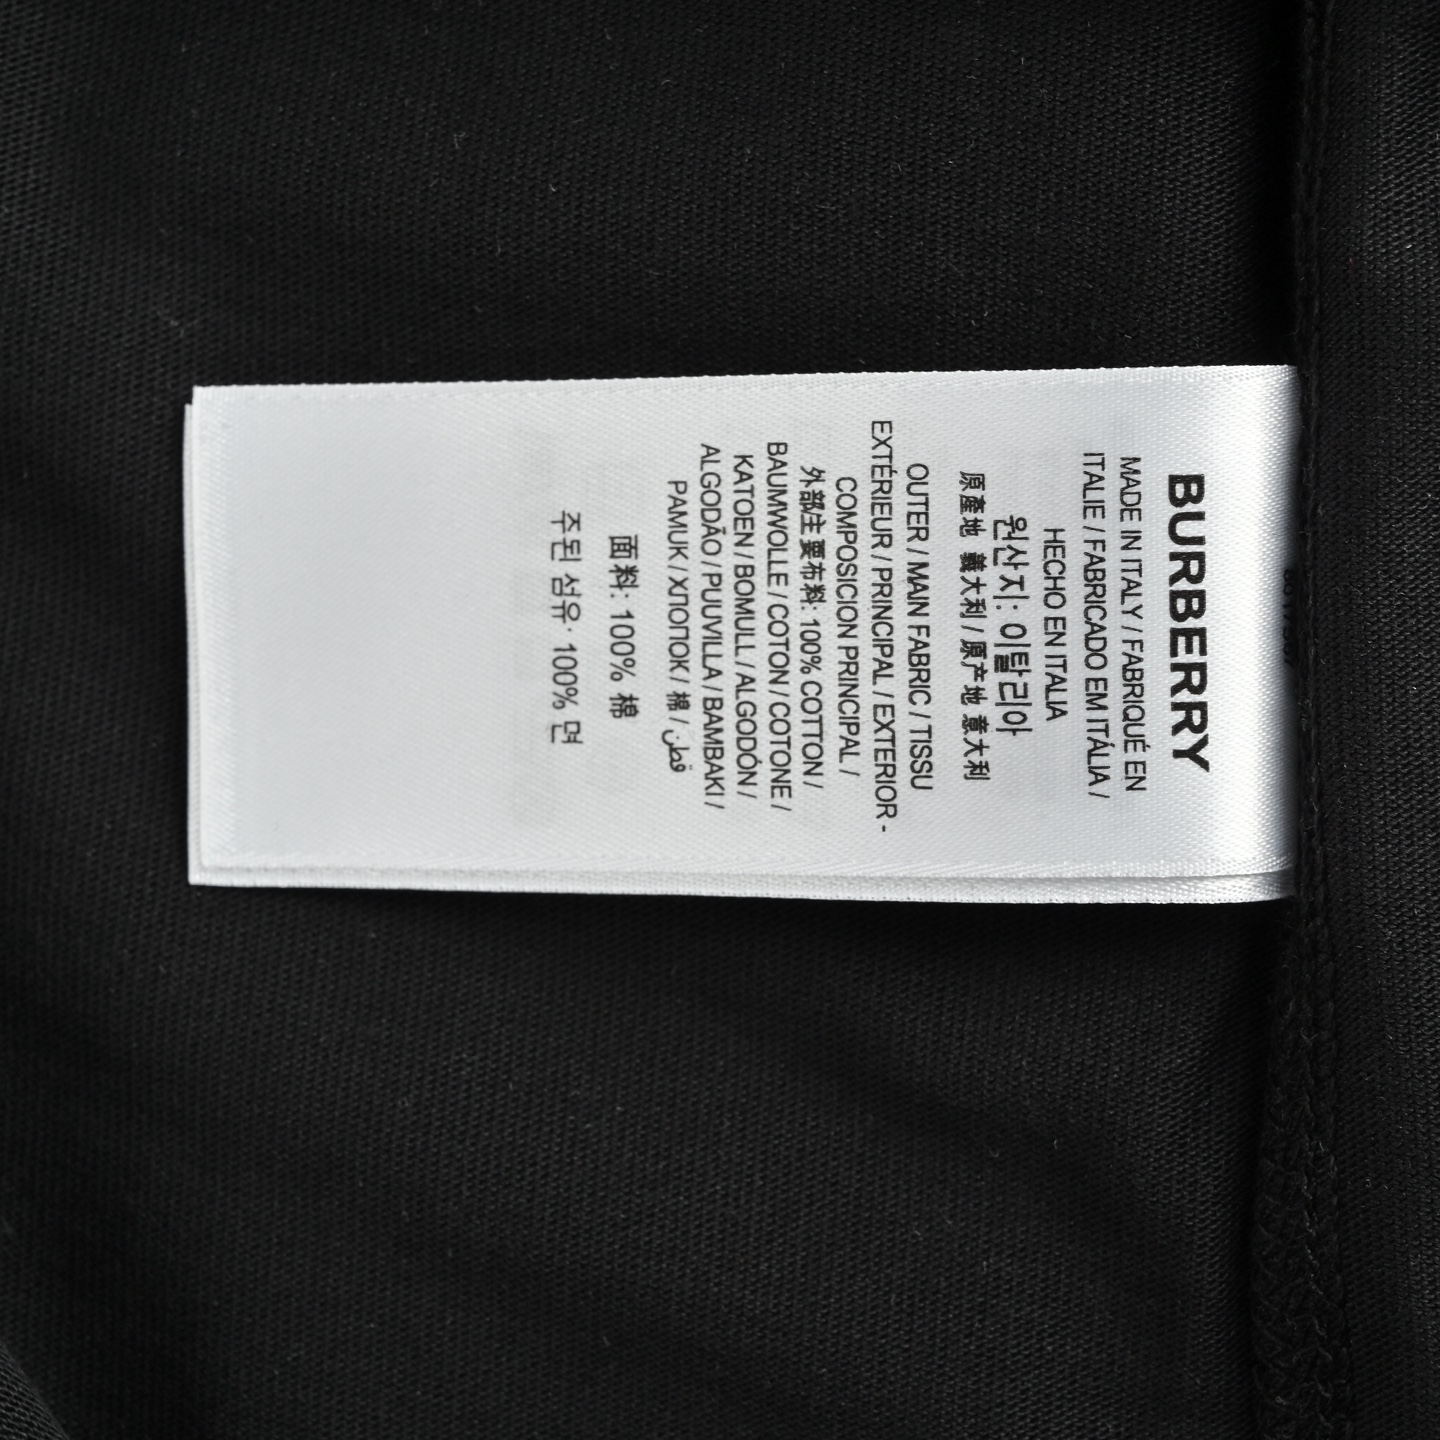 BURBERRY
MADE IN ITALY / FABRIQUÉ EN
ITALIE / FABRICADO EM ITÁLIA /
HECHO EN ITALIA
원산지: 이탈리아
原產地 義大利 / 原产地 意大利
OUTER / MAIN FABRIC / TISSU
EXTÉRIEUR / PRINCIPAL / EXTERIOR -
COMPOSICION PRINCIPAL /
外部/主要布料: 100% COTTON /
BAUMWOLLE / COTON / COTONE /
KATOEN / BOMULL / ALGODÓN /
ALGODÃO / PUUVILLA / BAMBAKI /
PAMUK / ХЛОПОК / 棉 / قطن
面料: 100% 棉
주된 섬유: 100% 면